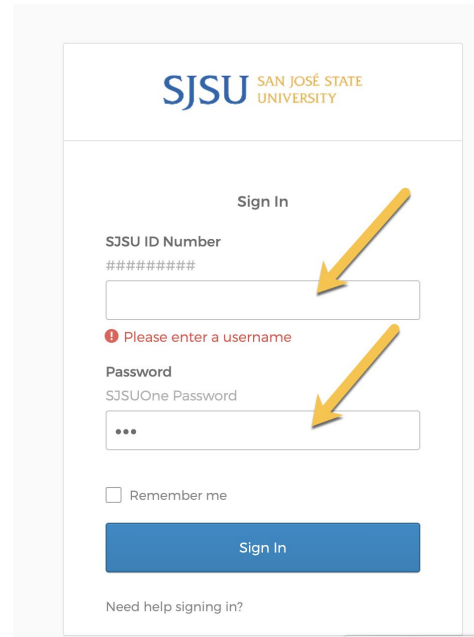 SJSU SAN JOSÉ STATE
UNIVERSITY
Sign In
SJSU ID Number
#########
Please enter a username
Password
SJSUOne Password
•••
Remember me
Sign In
Need help signing in?